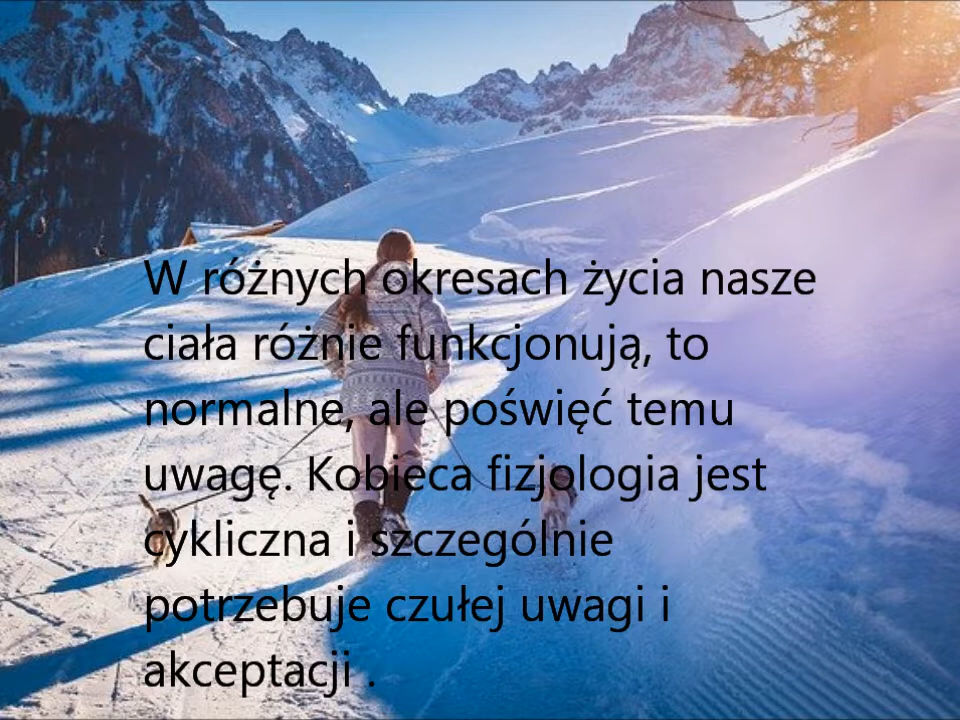 W różnych okresach życia nasze
ciała różnie funkcjonują, to
normalne, ale poświęć temu
uwagę. Kobieca fizjologia jest
cykliczna i szczególnie
potrzebuje czułej uwagi i
akceptacji .